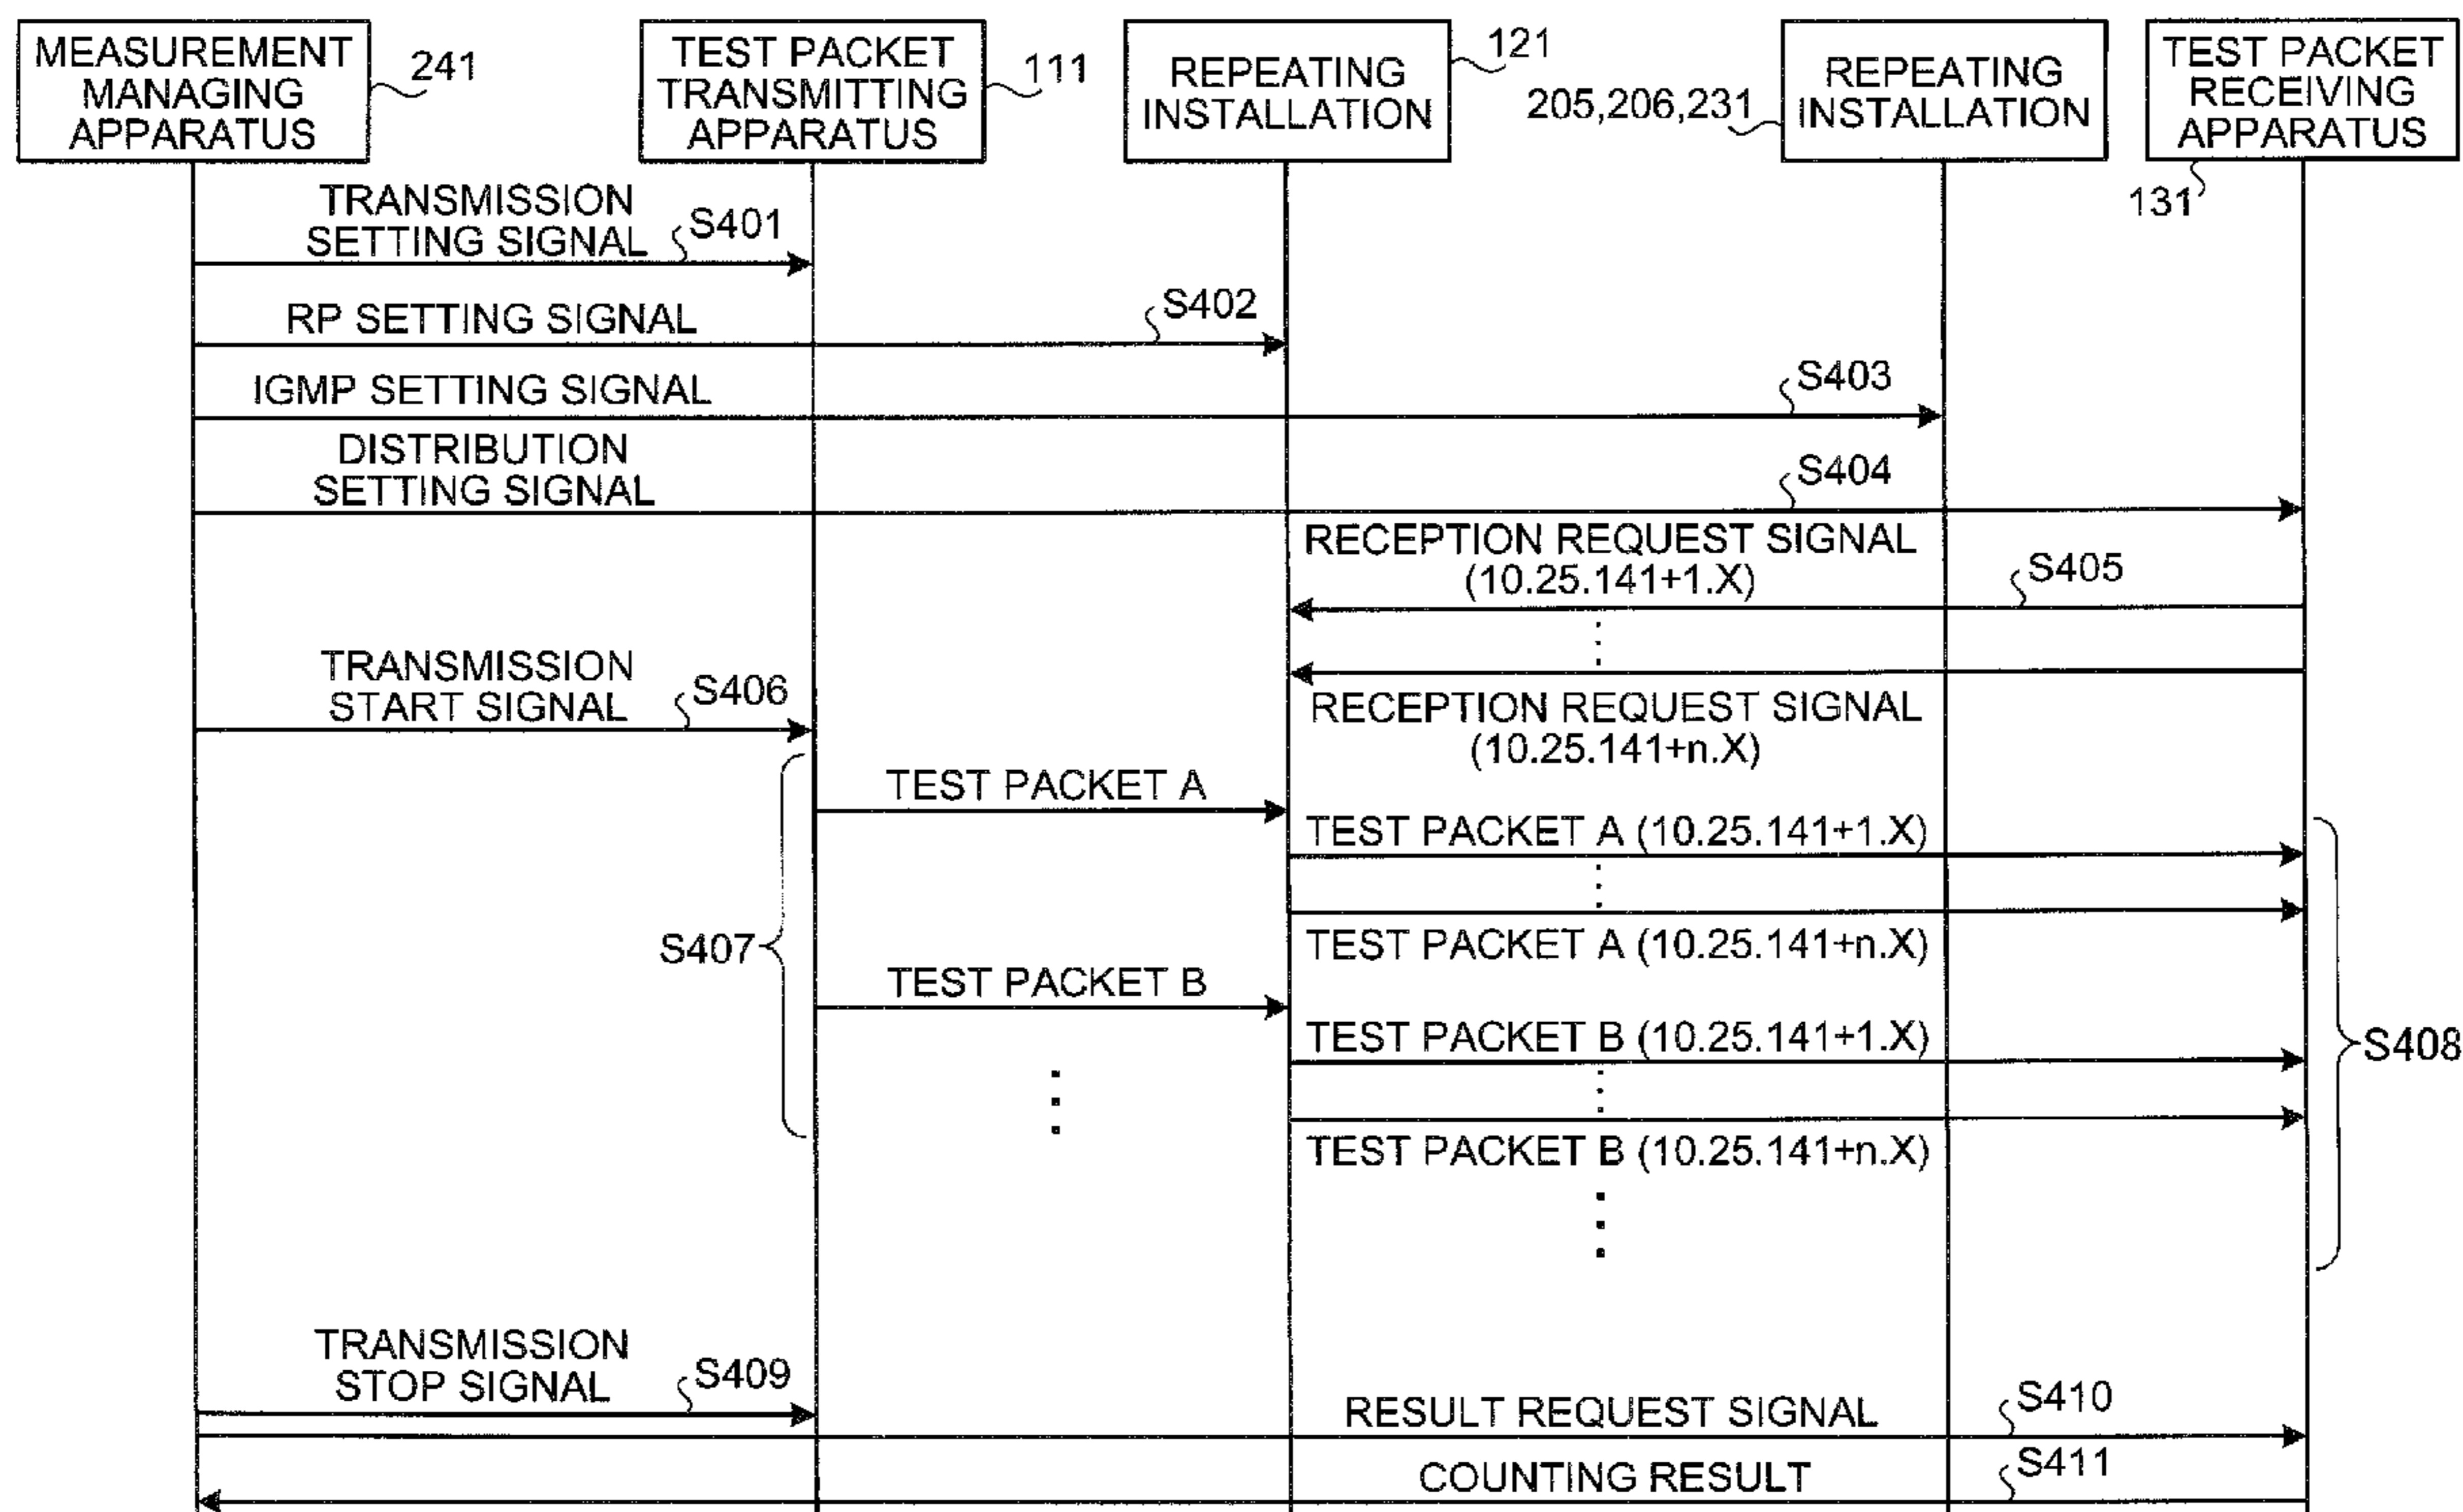 MEASUREMENT
MANAGING
APPARATUS
241
TEST PACKET
TRANSMITTING
APPARATUS
111
REPEATING
INSTALLATION
121
REPEATING
INSTALLATION
205,206,231
TEST PACKET
RECEIVING
APPARATUS
131
TRANSMISSION
SETTING SIGNAL
S401
RP SETTING SIGNAL
S402
IGMP SETTING SIGNAL
S403
DISTRIBUTION
SETTING SIGNAL
S404
RECEPTION REQUEST SIGNAL
(10.25.141+1.X)
S405
TRANSMISSION
START SIGNAL
S406
RECEPTION REQUEST SIGNAL
(10.25.141+n.X)
TEST PACKET A
TEST PACKET A (10.25.141+1.X)
S407
TEST PACKET A (10.25.141+n.X)
TEST PACKET B
TEST PACKET B (10.25.141+1.X)
S408
TEST PACKET B (10.25.141+n.X)
TRANSMISSION
STOP SIGNAL
S409
RESULT REQUEST SIGNAL
S410
COUNTING RESULT
S411